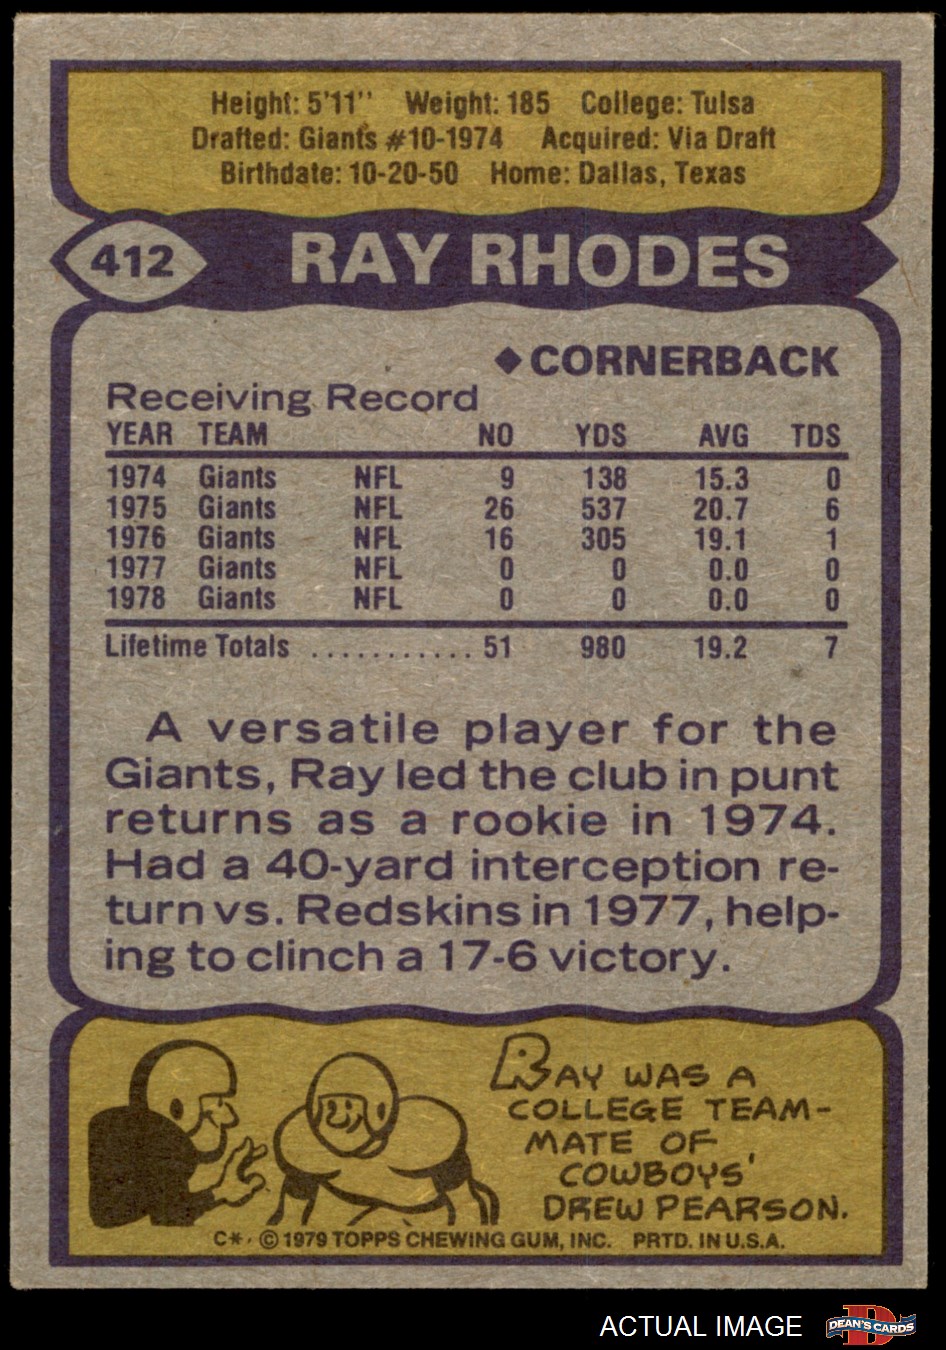 Height: 5'11" Weight: 185 College: Tulsa
Drafted: Giants #10-1974 Acquired: Via Draft
Birthdate: 10-20-50 Home: Dallas, Texas
412 RAY RHODES
◆ CORNERBACK
Receiving Record
YEAR TEAM NO YDS AVG TDS
1974 Giants NFL 9 138 15.3 0
1975 Giants NFL 26 537 20.7 6
1976 Giants NFL 16 305 19.1 1
1977 Giants NFL 0 0 0.0 0
1978 Giants NFL 0 0 0.0 0
Lifetime Totals ........... 51 980 19.2 7
A versatile player for the
Giants, Ray led the club in punt
returns as a rookie in 1974.
Had a 40-yard interception re-
turn vs. Redskins in 1977, help-
ing to clinch a 17-6 victory.
RAY WAS A
COLLEGE TEAM-
MATE OF
COWBOYS'
DREW PEARSON.
C*. © 1979 TOPPS CHEWING GUM, INC. PRTD. IN U.S.A.
ACTUAL IMAGE D DEAN'S CARDS